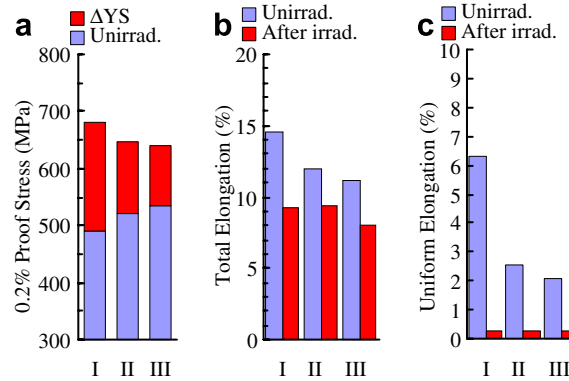 a
ΔYS
Unirrad.
0.2% Proof Stress (MPa)
800
700
600
500
400
300
I II III
b
Unirrad.
After irrad.
Total Elongation (%)
20
15
10
5
0
I II III
c
Unirrad.
After irrad.
Uniform Elongation (%)
10
9
8
7
6
5
4
3
2
1
0
I II III